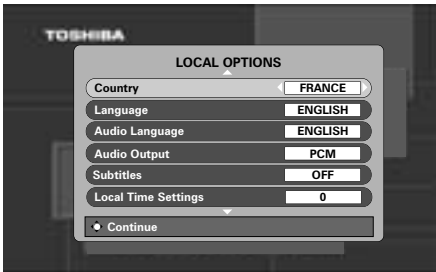 TOSHIBA
LOCAL OPTIONS
Country FRANCE
Language ENGLISH
Audio Language ENGLISH
Audio Output PCM
Subtitles OFF
Local Time Settings 0
Continue